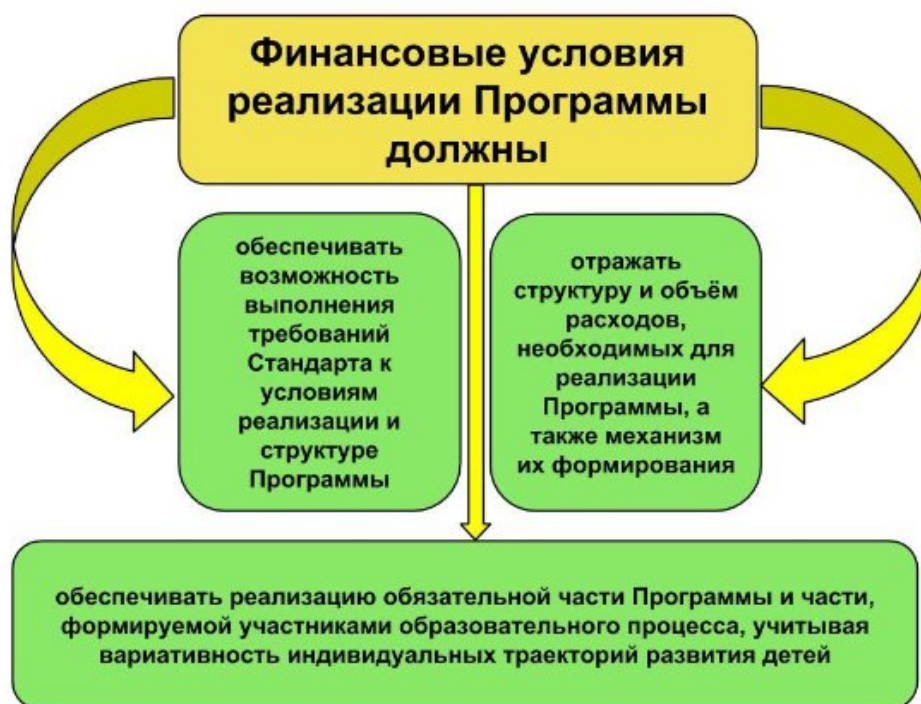 Финансовые условия
реализации Программы
должны
обеспечивать
возможность
выполнения
требований
Стандарта к
условиям
реализации и
структуре
Программы
отражать
структуру и объём
расходов,
необходимых для
реализации
Программы, а
также механизм
их формирования
обеспечивать реализацию обязательной части Программы и части,
формируемой участниками образовательного процесса, учитывая
вариативность индивидуальных траекторий развития детей